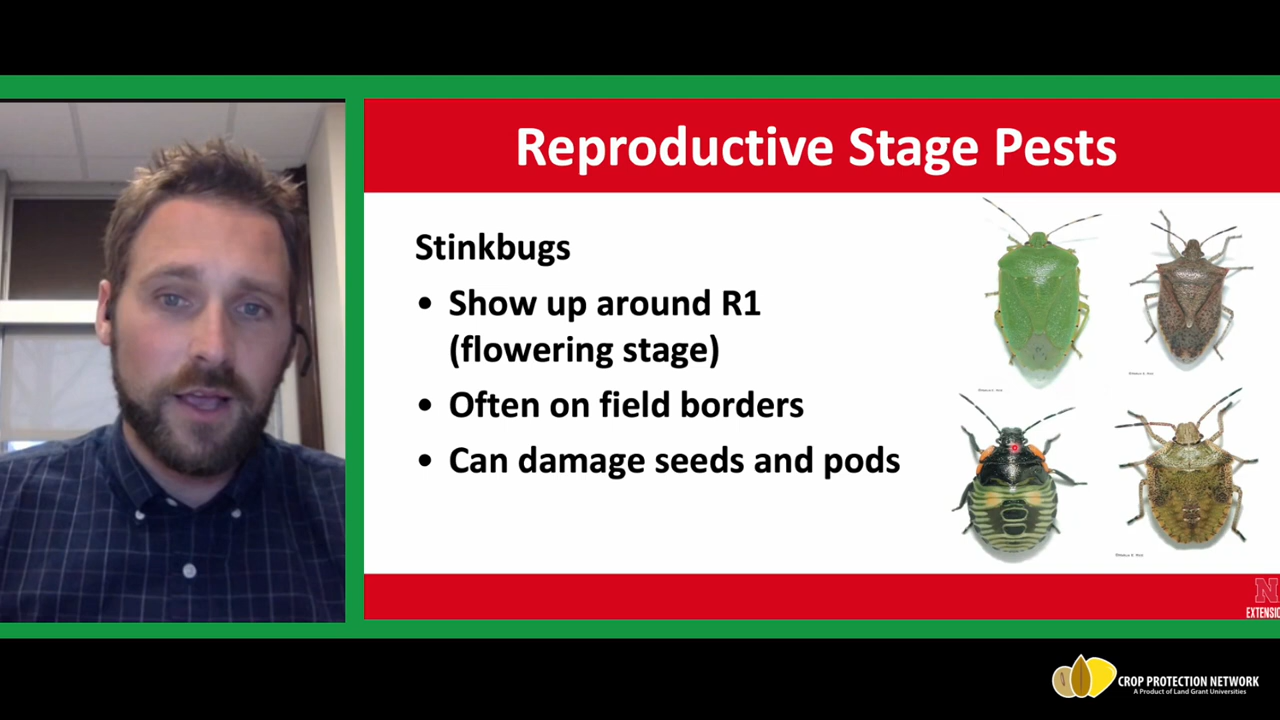 Reproductive Stage Pests
Stinkbugs
• Show up around R1
(flowering stage)
• Often on field borders
• Can damage seeds and pods
N
EXTENSIO
CROP PROTECTION NETWORK
A Product of Land Grant Universities